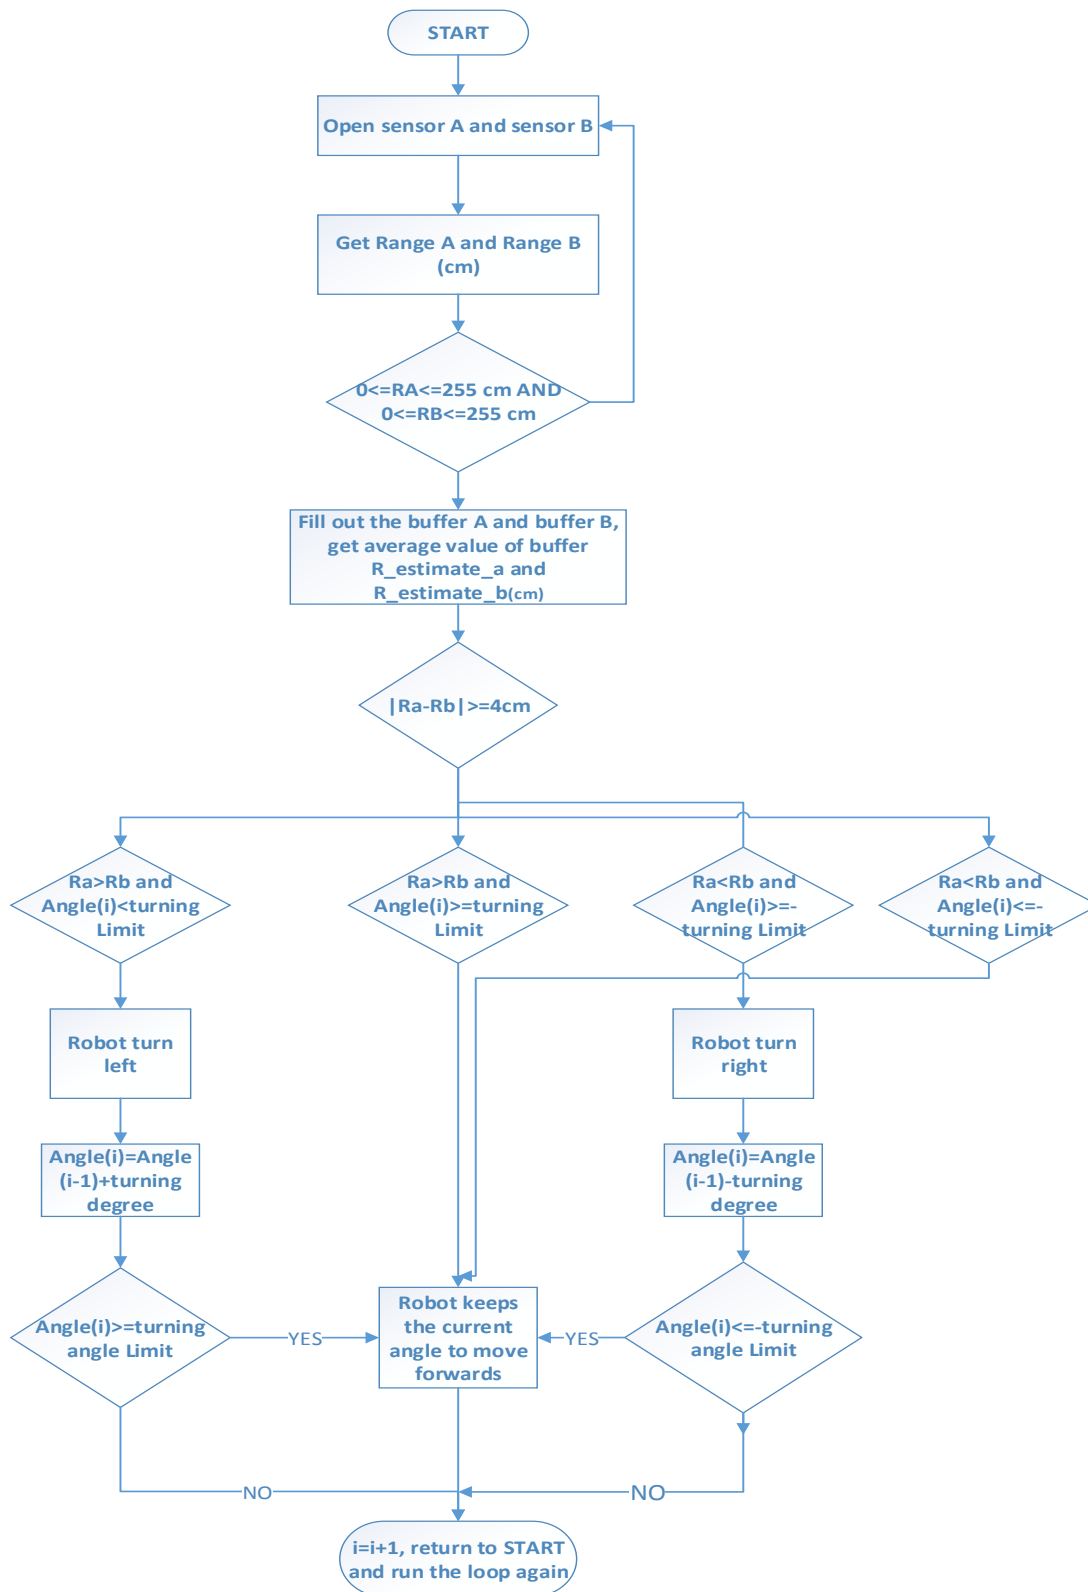 START
Open sensor A and sensor B
Get Range A and Range B
(cm)
0<=RA<=255 cm AND
0<=RB<=255 cm
Fill out the buffer A and buffer B,
get average value of buffer
R_estimate_a and
R_estimate_b(cm)
|Ra-Rb|>=4cm
Ra>Rb and
Angle(i)<turning
Limit
Ra>Rb and
Angle(i)>=turning
Limit
Ra<Rb and
Angle(i)>=-
turning Limit
Ra<Rb and
Angle(i)<=-
turning Limit
Robot turn
left
Robot turn
right
Angle(i)=Angle
(i-1)+turning
degree
Angle(i)=Angle
(i-1)-turning
degree
Angle(i)>=turning
angle Limit
YES
Robot keeps
the current
angle to move
forwards
YES
Angle(i)<=-turning
angle Limit
NO
NO
i=i+1, return to START
and run the loop again